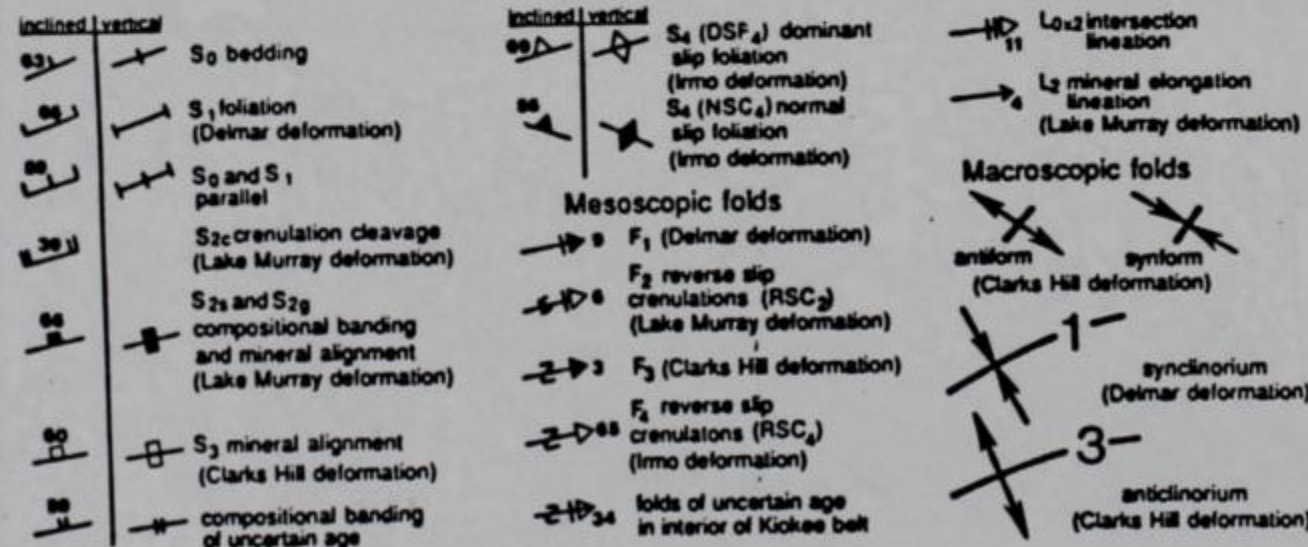 inclined vertical
63
S0 bedding
66
S1 foliation
(Delmar deformation)
80
S0 and S1
parallel
30
S2c crenulation cleavage
(Lake Murray deformation)
S2s and S2g
compositional banding
and mineral alignment
(Lake Murray deformation)
60
S3 mineral alignment
(Clarks Hill deformation)
compositional banding
of uncertain age
inclined vertical
S4 (DSF4) dominant
slip foliation
(Irmo deformation)
S4 (NSC4) normal
slip foliation
(Irmo deformation)
Mesoscopic folds
9 F1 (Delmar deformation)
F2 reverse slip
6 crenulations (RSC2)
(Lake Murray deformation)
3 F3 (Clarks Hill deformation)
F4 reverse slip
68 crenulatons (RSC4)
(Irmo deformation)
folds of uncertain age
34 in interior of Kiokee belt
L0x2 intersection
11 lineation
L2 mineral elongation
4 lineation
(Lake Murray deformation)
Macroscopic folds
antiform synform
(Clarks Hill deformation)
1
synclinorium
(Delmar deformation)
3
anticlinorium
(Clarks Hill deformation)